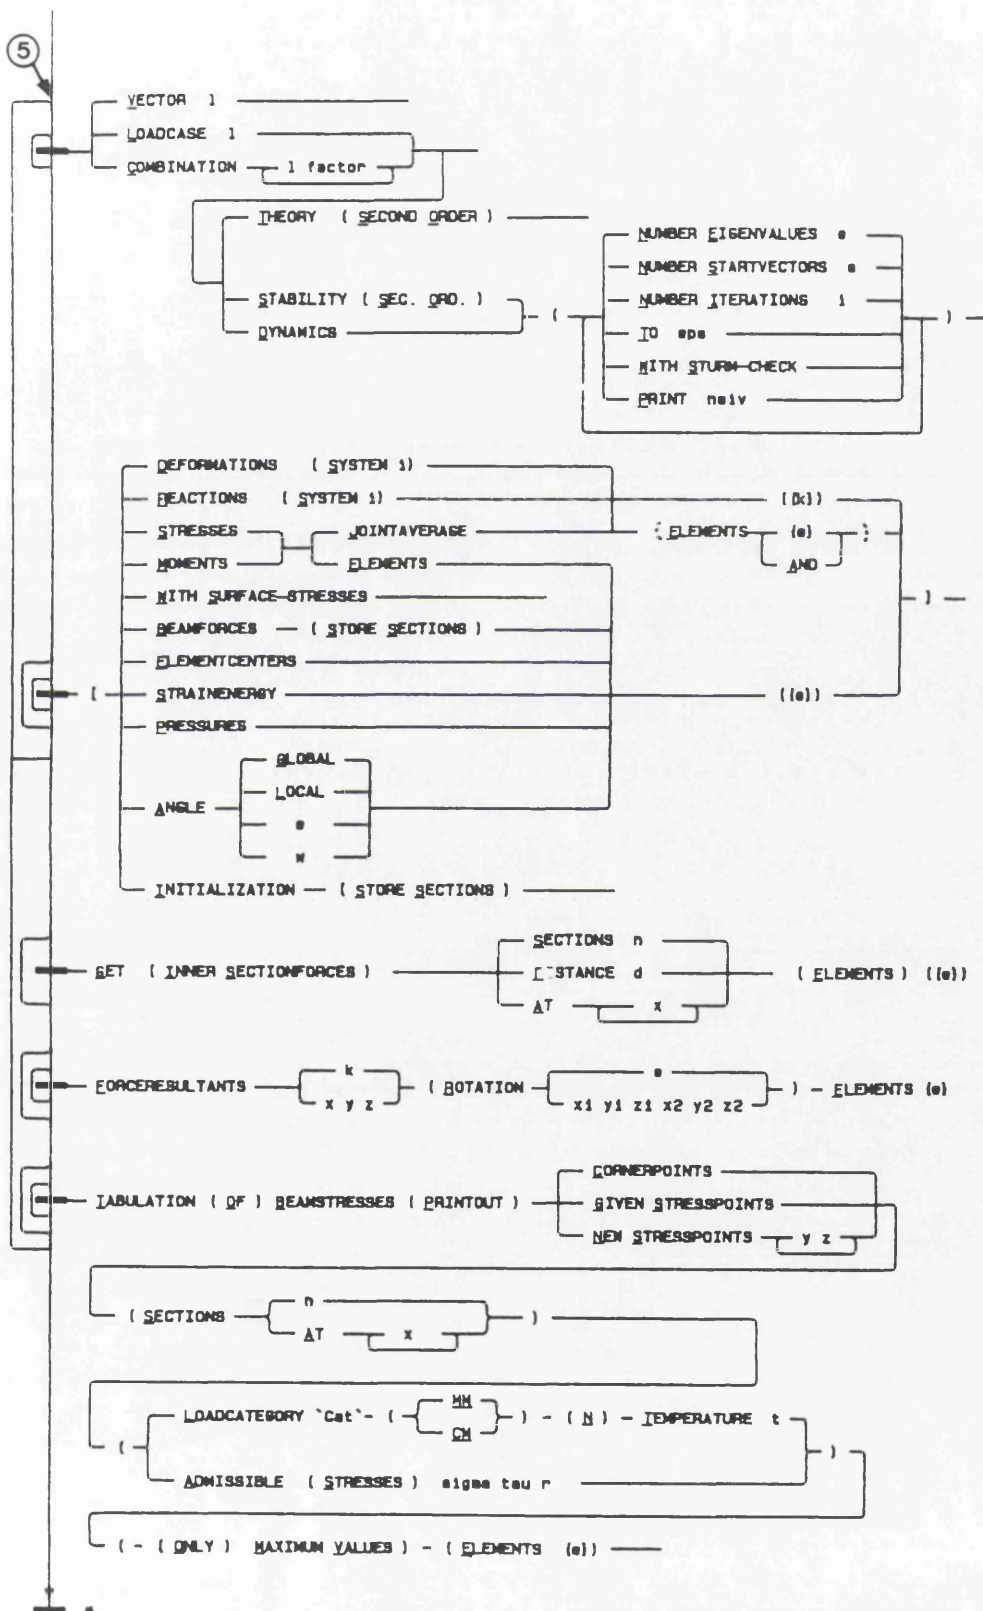 5
VECTOR l
LOADCASE l
COMBINATION l factor
THEORY ( SECOND ORDER )
NUMBER EIGENVALUES e
NUMBER STARTVECTORS s
STABILITY ( SEC. ORD. )
NUMBER ITERATIONS i
DYNAMICS - ( ) -
TO eps
WITH STURM-CHECK
PRINT neiv
DEFORMATIONS ( SYSTEM i)
REACTIONS ( SYSTEM i) ((k))
STRESSES JOINTAVERAGE ( ELEMENTS (e) )
MOMENTS ELEMENTS AND
WITH SURFACE-STRESSES )
BEAMFORCES — ( STORE SECTIONS )
ELEMENTCENTERS
( STRAINENERGY ((e))
PRESSURES
GLOBAL
ANGLE LOCAL
e
W
INITIALIZATION — ( STORE SECTIONS )
SECTIONS n
GET ( INNER SECTIONFORCES ) d ( ELEMENTS ) ((e))
AT x
k e
FORCERESULTANTS ( ROTATION ) - ELEMENTS (e)
x y z x1 y1 z1 x2 y2 z2
CORNERPOINTS
TABULATION ( OF ) BEAMSTRESSES ( PRINTOUT ) GIVEN STRESSPOINTS
NEW STRESSPOINTS y z
n
( SECTIONS )
AT x
MM
LOADCATEGORY `Cat`- ( ) - ( N ) - TEMPERATURE t
CM
( )
ADMISSIBLE ( STRESSES ) sigma tau r
( - ( ONLY ) MAXIMUM VALUES ) - ( ELEMENTS (e))